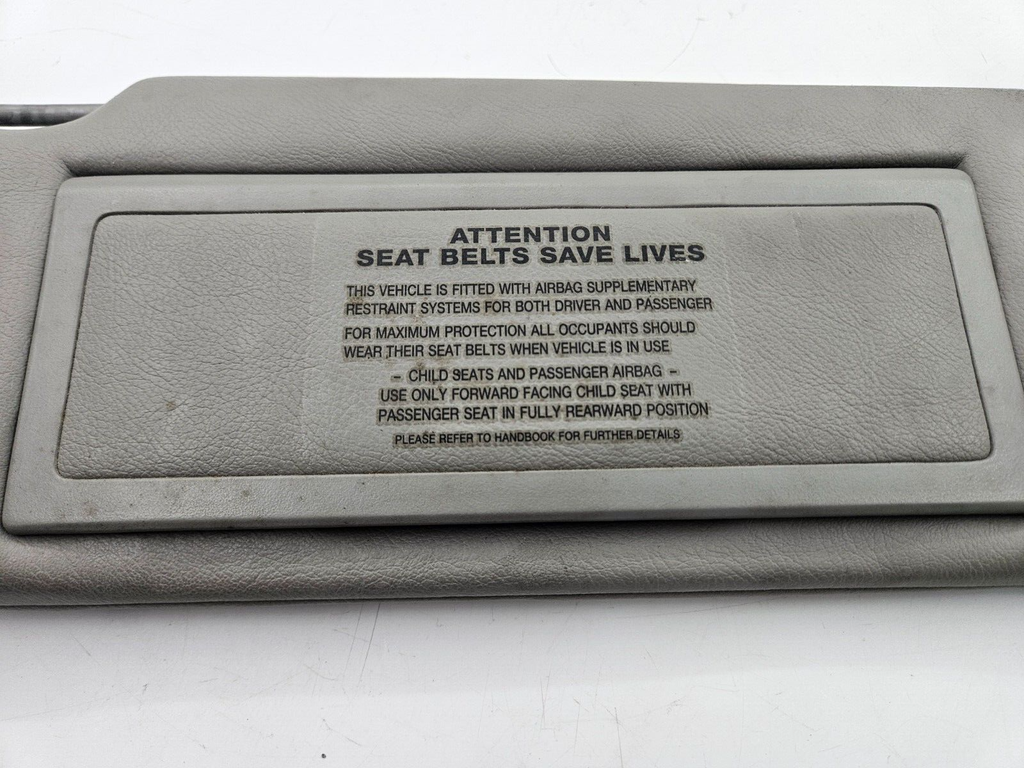 ATTENTION
SEAT BELTS SAVE LIVES
THIS VEHICLE IS FITTED WITH AIRBAG SUPPLEMENTARY
RESTRAINT SYSTEMS FOR BOTH DRIVER AND PASSENGER
FOR MAXIMUM PROTECTION ALL OCCUPANTS SHOULD
WEAR THEIR SEAT BELTS WHEN VEHICLE IS IN USE
– CHILD SEATS AND PASSENGER AIRBAG –
USE ONLY FORWARD FACING CHILD SEAT WITH
PASSENGER SEAT IN FULLY REARWARD POSITION
PLEASE REFER TO HANDBOOK FOR FURTHER DETAILS